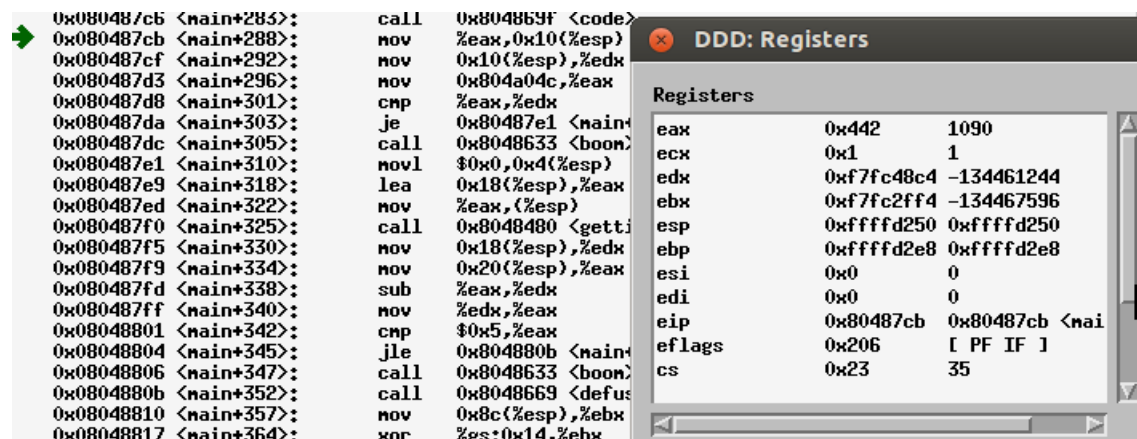 0x080487c6 <main+283>: call 0x804869f <code>
0x080487cb <main+288>: mov %eax,0x10(%esp)
0x080487cf <main+292>: mov 0x10(%esp),%edx
0x080487d3 <main+296>: mov 0x804a04c,%eax
0x080487d8 <main+301>: cmp %eax,%edx
0x080487da <main+303>: je 0x80487e1 <main+
0x080487dc <main+305>: call 0x8048633 <boom>
0x080487e1 <main+310>: movl $0x0,0x4(%esp)
0x080487e9 <main+318>: lea 0x18(%esp),%eax
0x080487ed <main+322>: mov %eax,(%esp)
0x080487f0 <main+325>: call 0x8048480 <getti
0x080487f5 <main+330>: mov 0x18(%esp),%edx
0x080487f9 <main+334>: mov 0x20(%esp),%eax
0x080487fd <main+338>: sub %eax,%edx
0x080487ff <main+340>: mov %edx,%eax
0x08048801 <main+342>: cmp $0x5,%eax
0x08048804 <main+345>: jle 0x804880b <main+
0x08048806 <main+347>: call 0x8048633 <boom>
0x0804880b <main+352>: call 0x8048669 <defus
0x08048810 <main+357>: mov 0x8c(%esp),%ebx
0x08048817 <main+364>: xor %gs:0x14,%ebx
DDD: Registers
Registers
eax 0x442 1090
ecx 0x1 1
edx 0xf7fc48c4 -134461244
ebx 0xf7fc2ff4 -134467596
esp 0xffffd250 0xffffd250
ebp 0xffffd2e8 0xffffd2e8
esi 0x0 0
edi 0x0 0
eip 0x80487cb 0x80487cb <mai
eflags 0x206 [ PF IF ]
cs 0x23 35